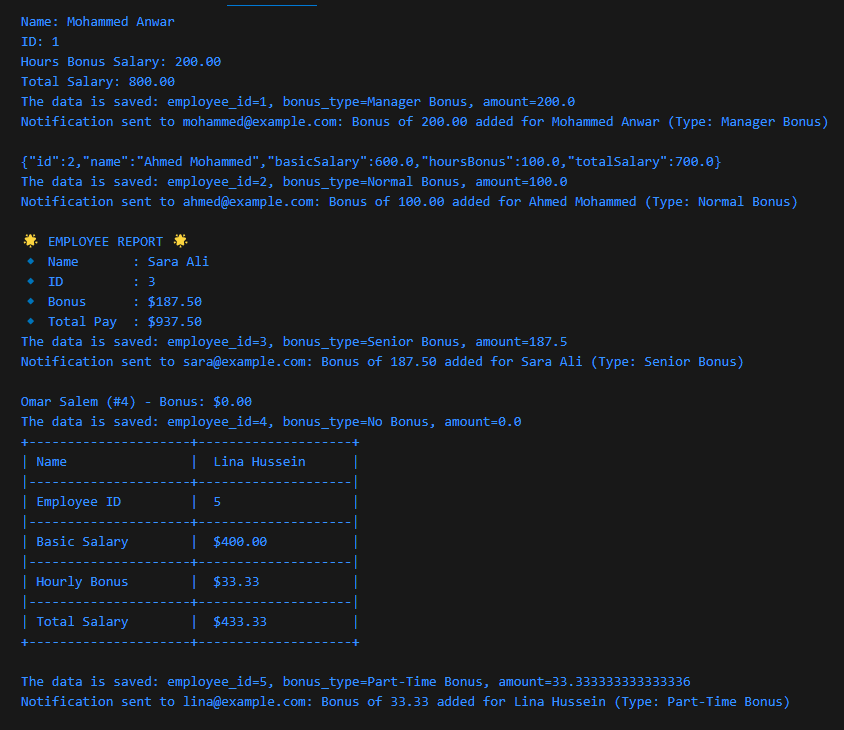 Name: Mohammed Anwar
ID: 1
Hours Bonus Salary: 200.00
Total Salary: 800.00
The data is saved: employee_id=1, bonus_type=Manager Bonus, amount=200.0
Notification sent to mohammed@example.com: Bonus of 200.00 added for Mohammed Anwar (Type: Manager Bonus)

{"id":2,"name":"Ahmed Mohammed","basicSalary":600.0,"hoursBonus":100.0,"totalSalary":700.0}
The data is saved: employee_id=2, bonus_type=Normal Bonus, amount=100.0
Notification sent to ahmed@example.com: Bonus of 100.00 added for Ahmed Mohammed (Type: Normal Bonus)

🌟 EMPLOYEE REPORT 🌟
🔹 Name       : Sara Ali
🔹 ID         : 3
🔹 Bonus      : $187.50
🔹 Total Pay  : $937.50
The data is saved: employee_id=3, bonus_type=Senior Bonus, amount=187.5
Notification sent to sara@example.com: Bonus of 187.50 added for Sara Ali (Type: Senior Bonus)

Omar Salem (#4) - Bonus: $0.00
The data is saved: employee_id=4, bonus_type=No Bonus, amount=0.0
+---------------------+--------------------+
| Name                |  Lina Hussein      |
|---------------------+--------------------|
| Employee ID         |  5                 |
|---------------------+--------------------|
| Basic Salary        |  $400.00           |
|---------------------+--------------------|
| Hourly Bonus        |  $33.33            |
|---------------------+--------------------|
| Total Salary        |  $433.33           |
+---------------------+--------------------+

The data is saved: employee_id=5, bonus_type=Part-Time Bonus, amount=33.333333333333336
Notification sent to lina@example.com: Bonus of 33.33 added for Lina Hussein (Type: Part-Time Bonus)